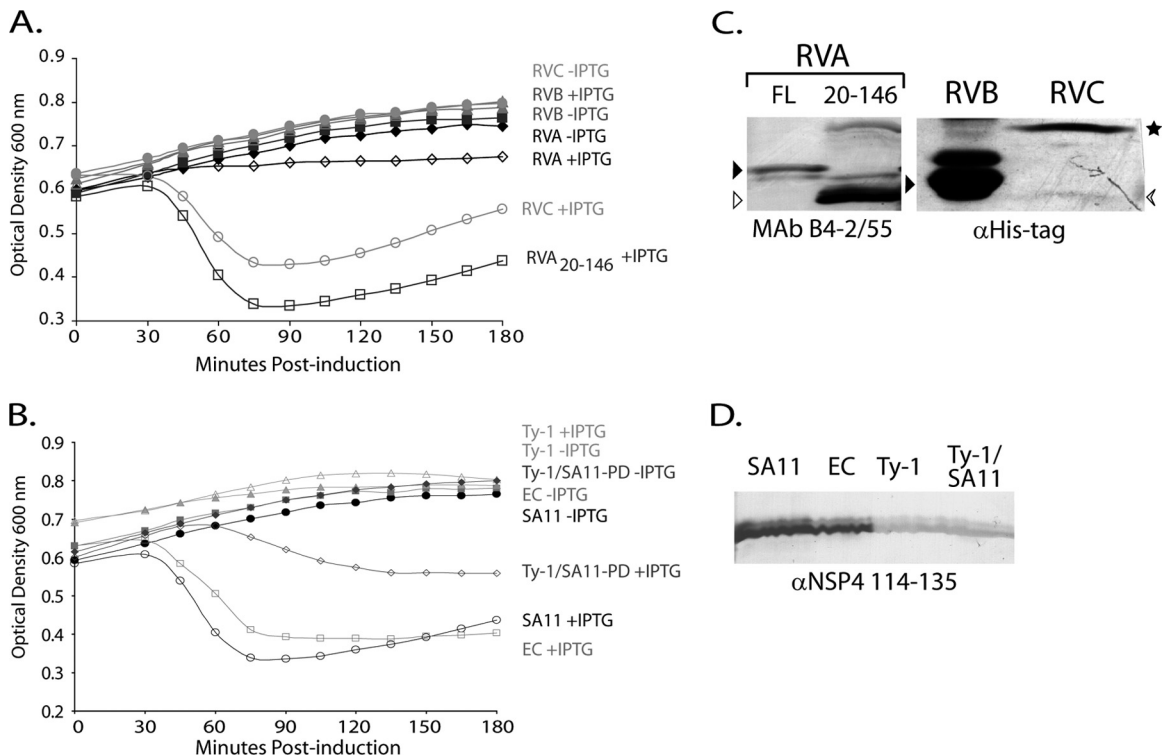 A.
0.9
0.8
0.7
0.6
0.5
0.4
0.3
Optical Density 600 nm
0 30 60 90 120 150 180
Minutes Post-induction
RVC -IPTG
RVB +IPTG
RVB -IPTG
RVA -IPTG
RVA +IPTG
RVC +IPTG
RVA 20-146 +IPTG
B.
0.9
0.8
0.7
0.6
0.5
0.4
0.3
0.2
Optical Density 600 nm
0 30 60 90 120 150 180
Minutes Post-induction
Ty-1 +IPTG
Ty-1 -IPTG
Ty-1/SA11-PD -IPTG
EC -IPTG
SA11 -IPTG
Ty-1/SA11-PD +IPTG
SA11 +IPTG
EC +IPTG
C.
RVA
FL 20-146 RVB RVC
MAb B4-2/55 αHis-tag
D.
SA11 EC Ty-1 Ty-1/
SA11
αNSP4 114-135